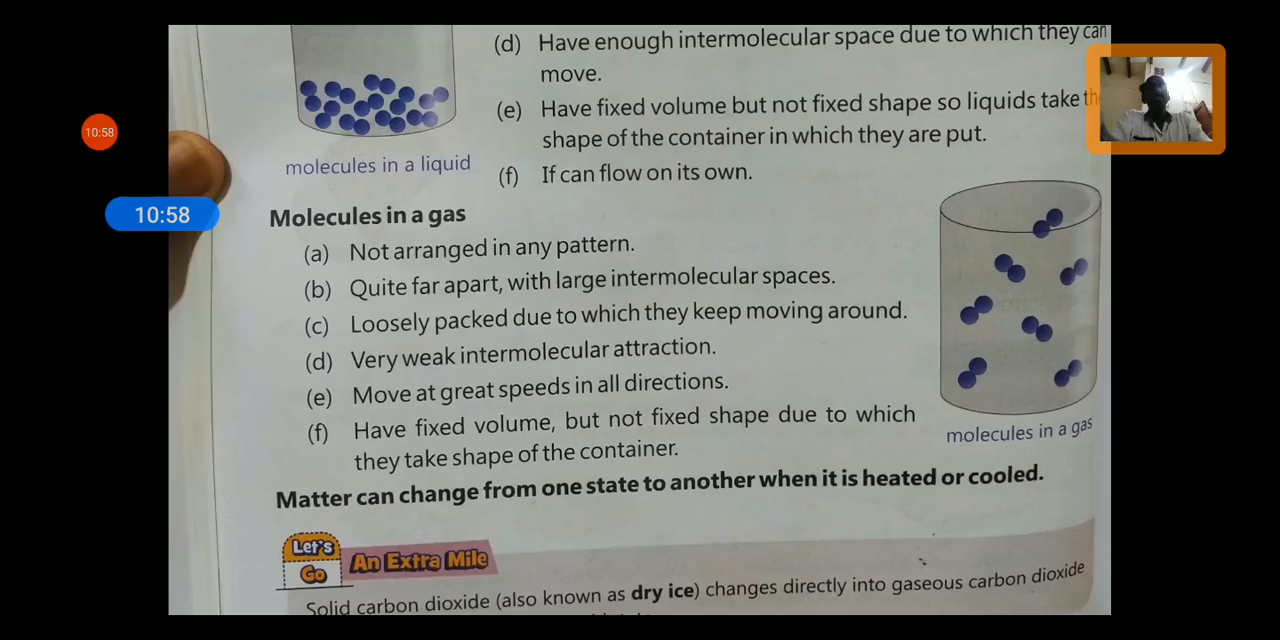 (d) Have enough intermolecular space due to which they can
move.
(e) Have fixed volume but not fixed shape so liquids take
shape of the container in which they are put.
molecules in a liquid
(f) If can flow on its own.
10:58
10:58
Molecules in a gas
(a) Not arranged in any pattern.
(b) Quite far apart, with large intermolecular spaces.
(c) Loosely packed due to which they keep moving around.
(d) Very weak intermolecular attraction.
(e) Move at great speeds in all directions.
(f) Have fixed volume, but not fixed shape due to which
they take shape of the container.
molecules in a gas
Matter can change from one state to another when it is heated or cooled.
Let's
Go
An Extra Mile
Solid carbon dioxide (also known as dry ice) changes directly into gaseous carbon dioxide